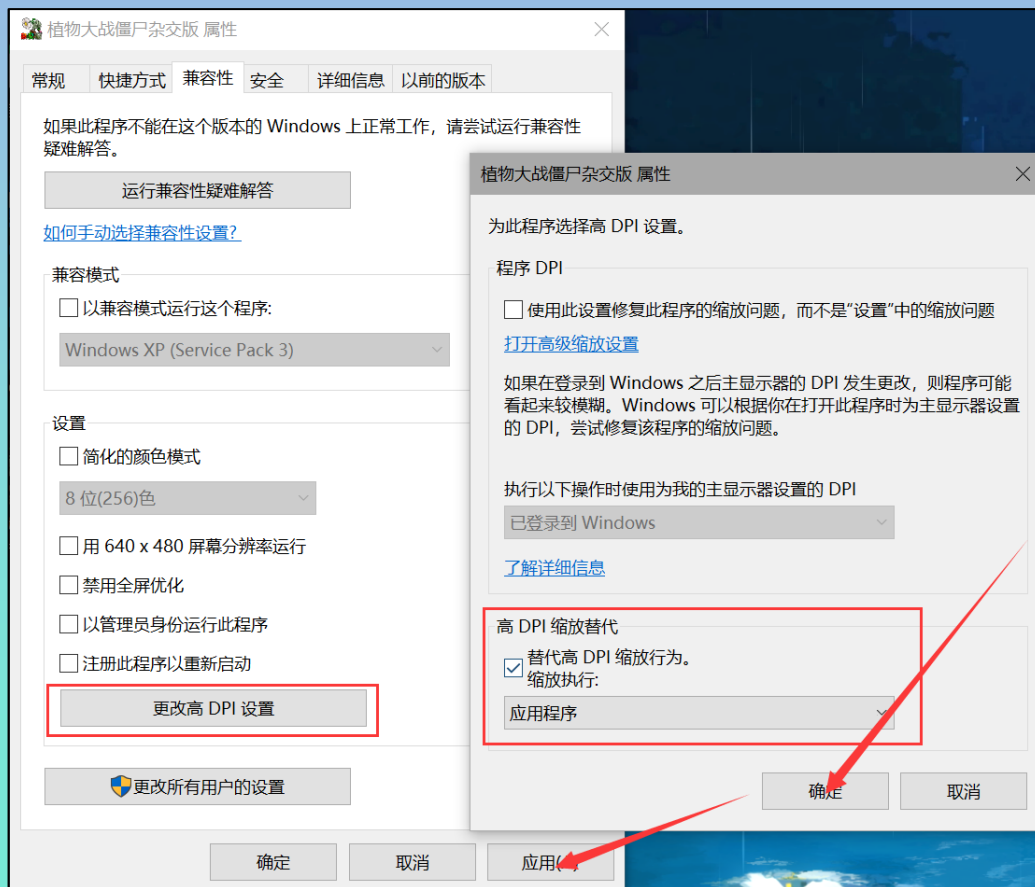 植物大战僵尸杂交版 属性
常规 快捷方式 兼容性 安全 详细信息 以前的版本
如果此程序不能在这个版本的 Windows 上正常工作，请尝试运行兼容性
疑难解答。
运行兼容性疑难解答
如何手动选择兼容性设置?
兼容模式
以兼容模式运行这个程序:
Windows XP (Service Pack 3)
设置
简化的颜色模式
8 位(256)色
用 640 x 480 屏幕分辨率运行
禁用全屏优化
以管理员身份运行此程序
注册此程序以重新启动
更改高 DPI 设置
更改所有用户的设置
确定 取消 应用(
植物大战僵尸杂交版 属性
为此程序选择高 DPI 设置。
程序 DPI
使用此设置修复此程序的缩放问题，而不是"设置"中的缩放问题
打开高级缩放设置
如果在登录到 Windows 之后主显示器的 DPI 发生更改，则程序可能
看起来较模糊。Windows 可以根据你在打开此程序时为主显示器设置
的 DPI，尝试修复该程序的缩放问题。
执行以下操作时使用为我的主显示器设置的 DPI
已登录到 Windows
了解详细信息
高 DPI 缩放替代
替代高 DPI 缩放行为。
缩放执行:
应用程序
确定 取消